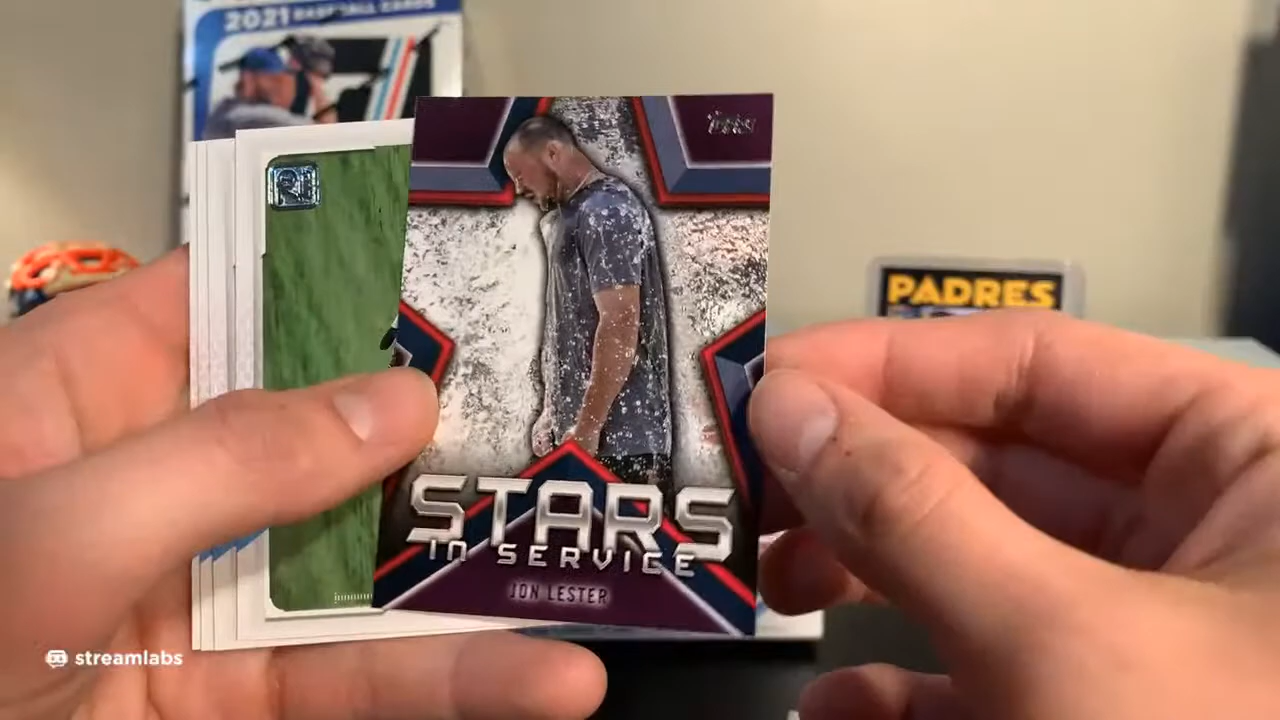 2021 BASEBALL CARDS
Topps
PADRES
STARS
IN SERVICE
JON LESTER
streamlabs